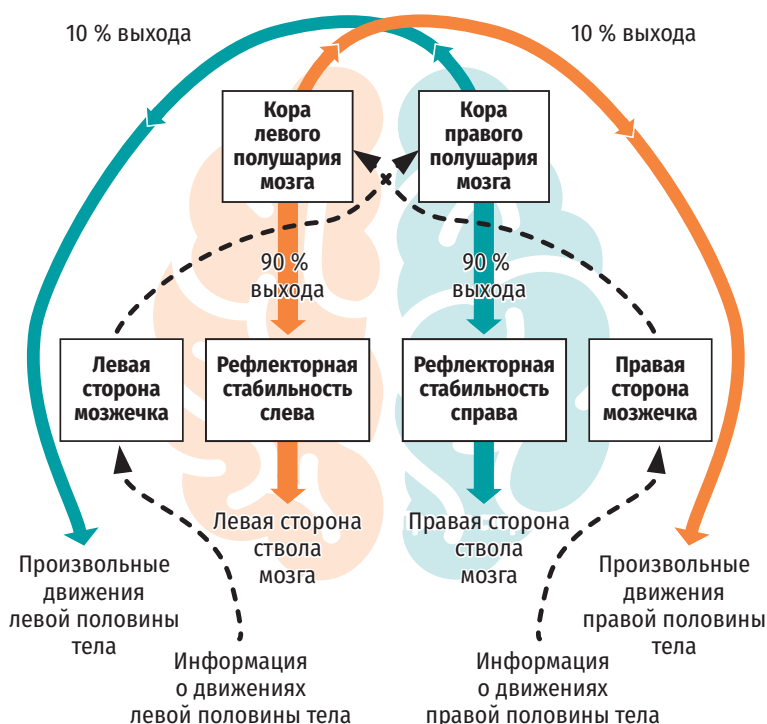 10 % выхода
10 % выхода
Кора
левого
полушария
мозга
Кора
правого
полушария
мозга
90 %
выхода
90 %
выхода
Левая
сторона
мозжечка
Рефлекторная
стабильность
слева
Рефлекторная
стабильность
справа
Правая
сторона
мозжечка
Левая сторона
ствола
мозга
Правая сторона
ствола
мозга
Произвольные
движения
левой половины
тела
Произвольные
движения
правой половины
тела
Информация
о движениях
левой половины тела
Информация
о движениях
правой половины тела